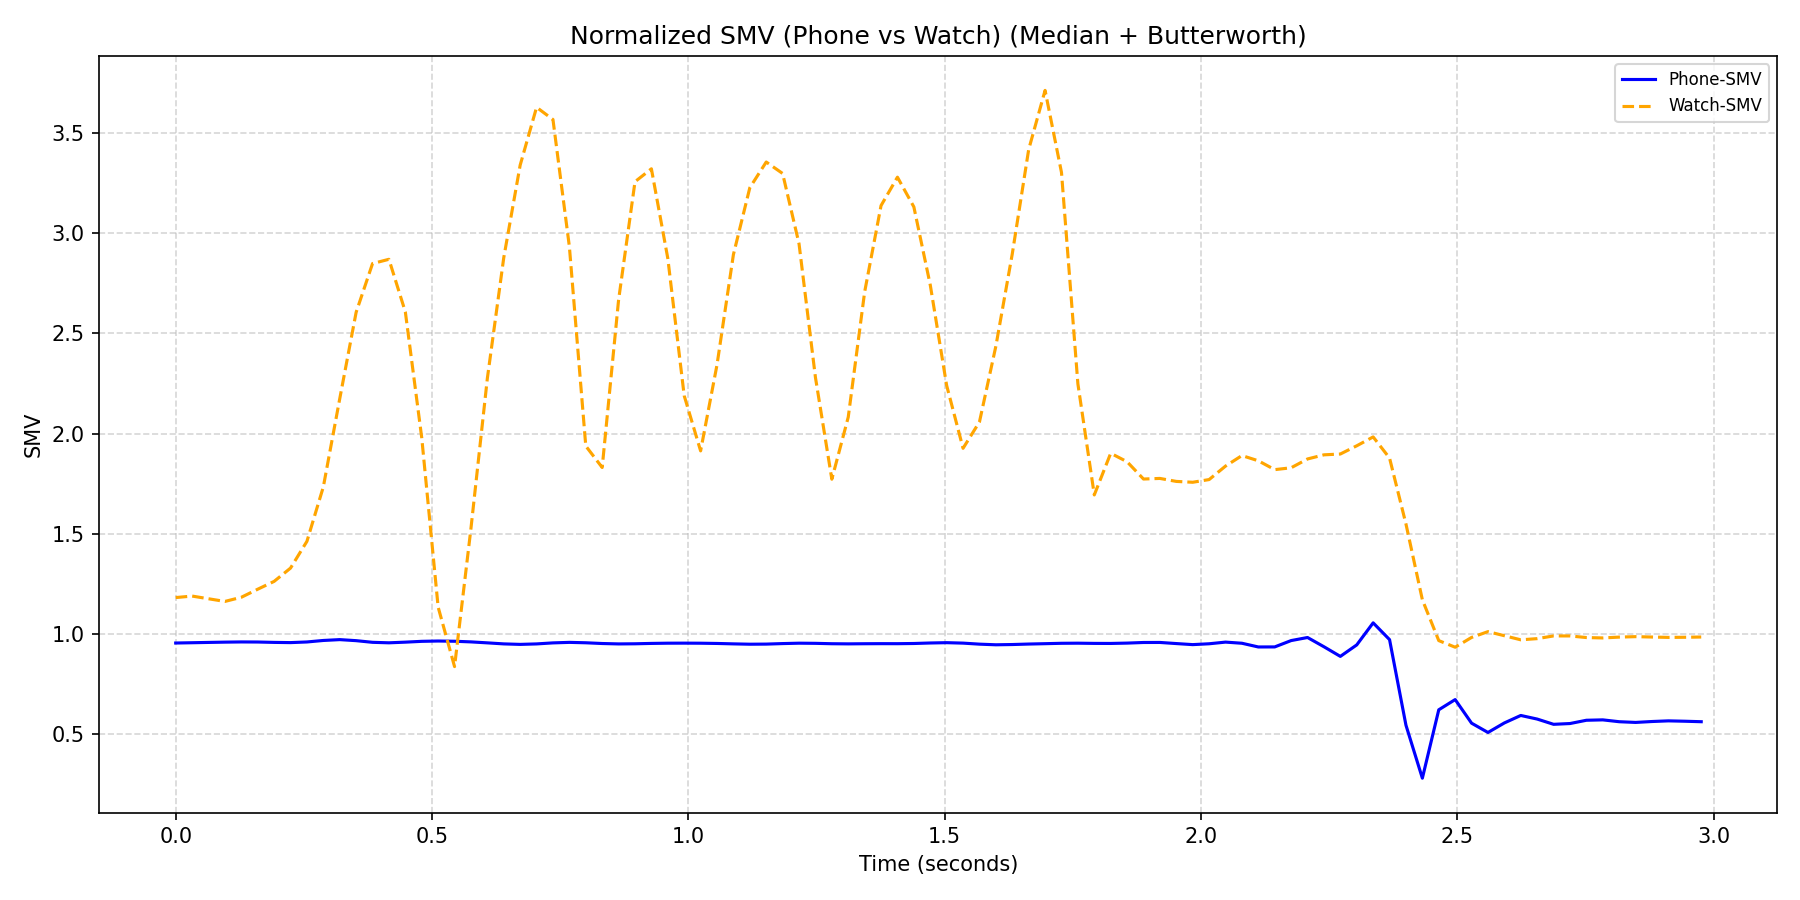 Normalized SMV (Phone vs Watch) (Median + Butterworth)
Phone-SMV
Watch-SMV
3.5
3.0
2.5
2.0
1.5
1.0
0.5
SMV
0.0 0.5 1.0 1.5 2.0 2.5 3.0
Time (seconds)